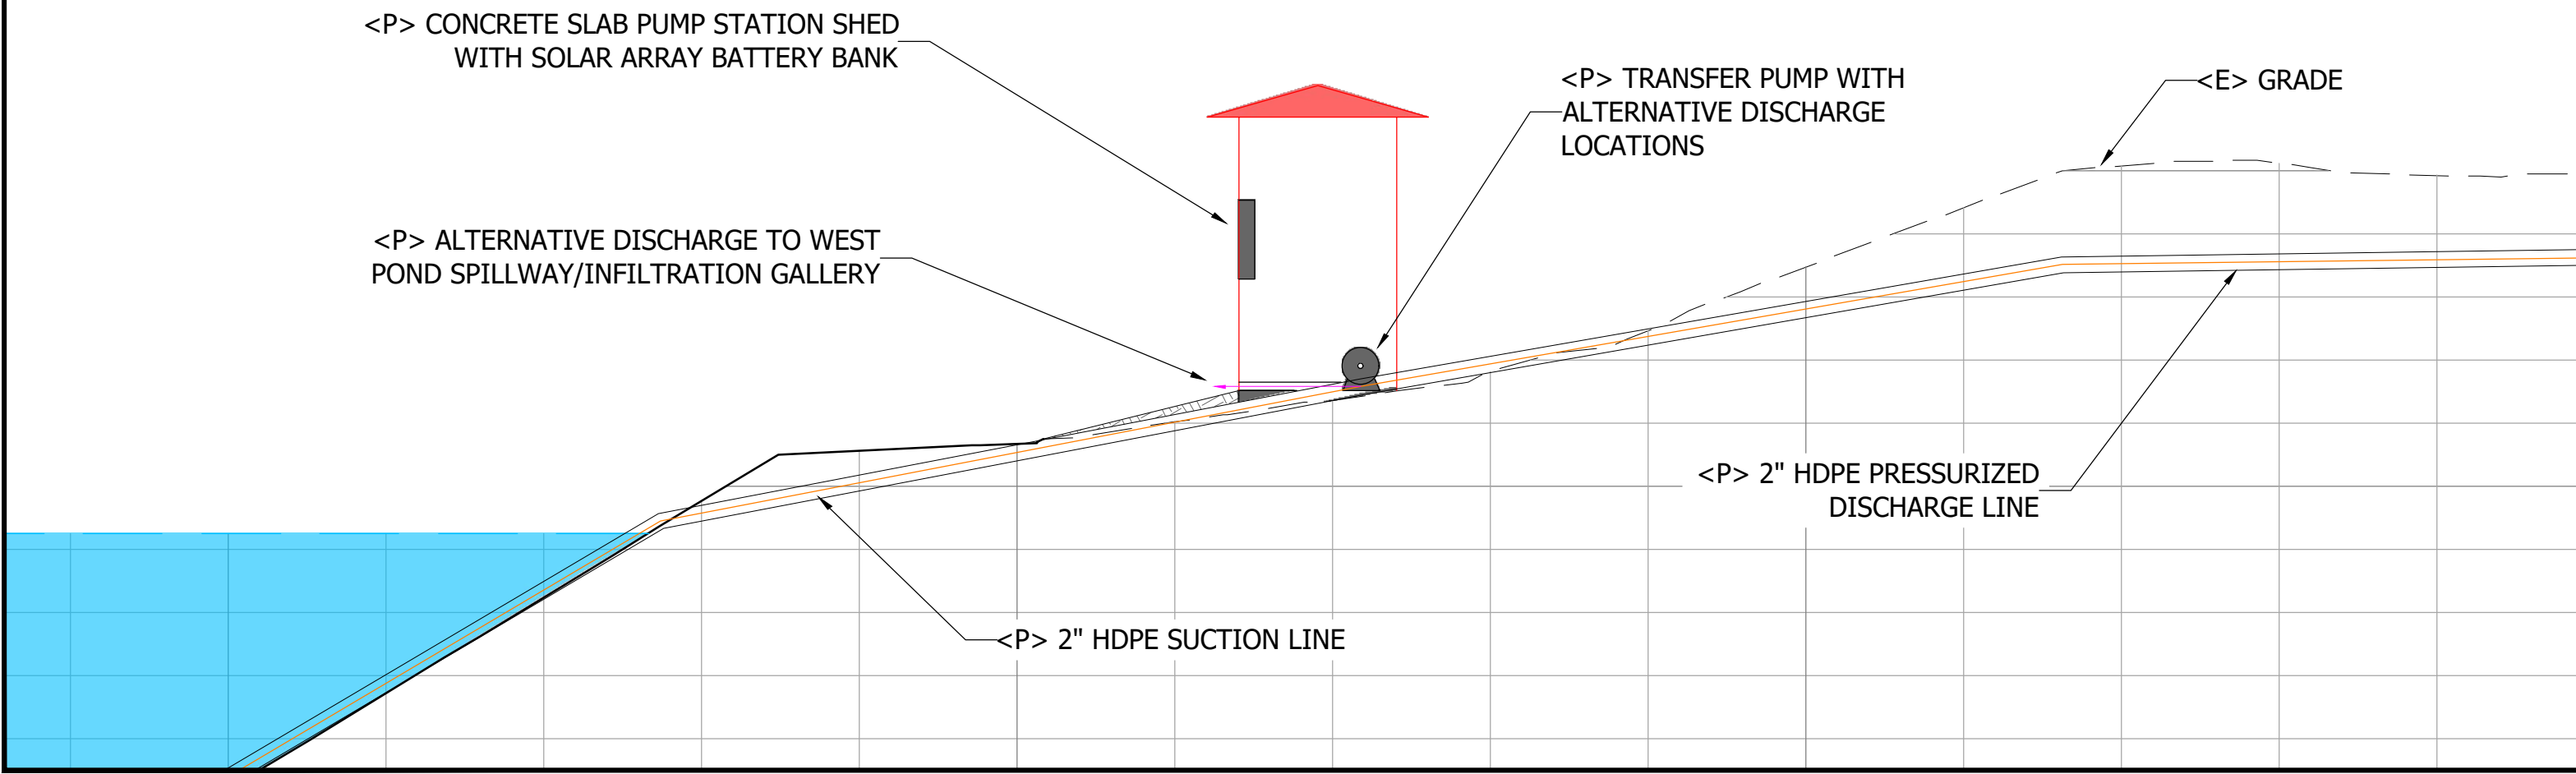 <P> CONCRETE SLAB PUMP STATION SHED
WITH SOLAR ARRAY BATTERY BANK
<P> TRANSFER PUMP WITH
ALTERNATIVE DISCHARGE
LOCATIONS
<E> GRADE
<P> ALTERNATIVE DISCHARGE TO WEST
POND SPILLWAY/INFILTRATION GALLERY
<P> 2" HDPE PRESSURIZED
DISCHARGE LINE
<P> 2" HDPE SUCTION LINE